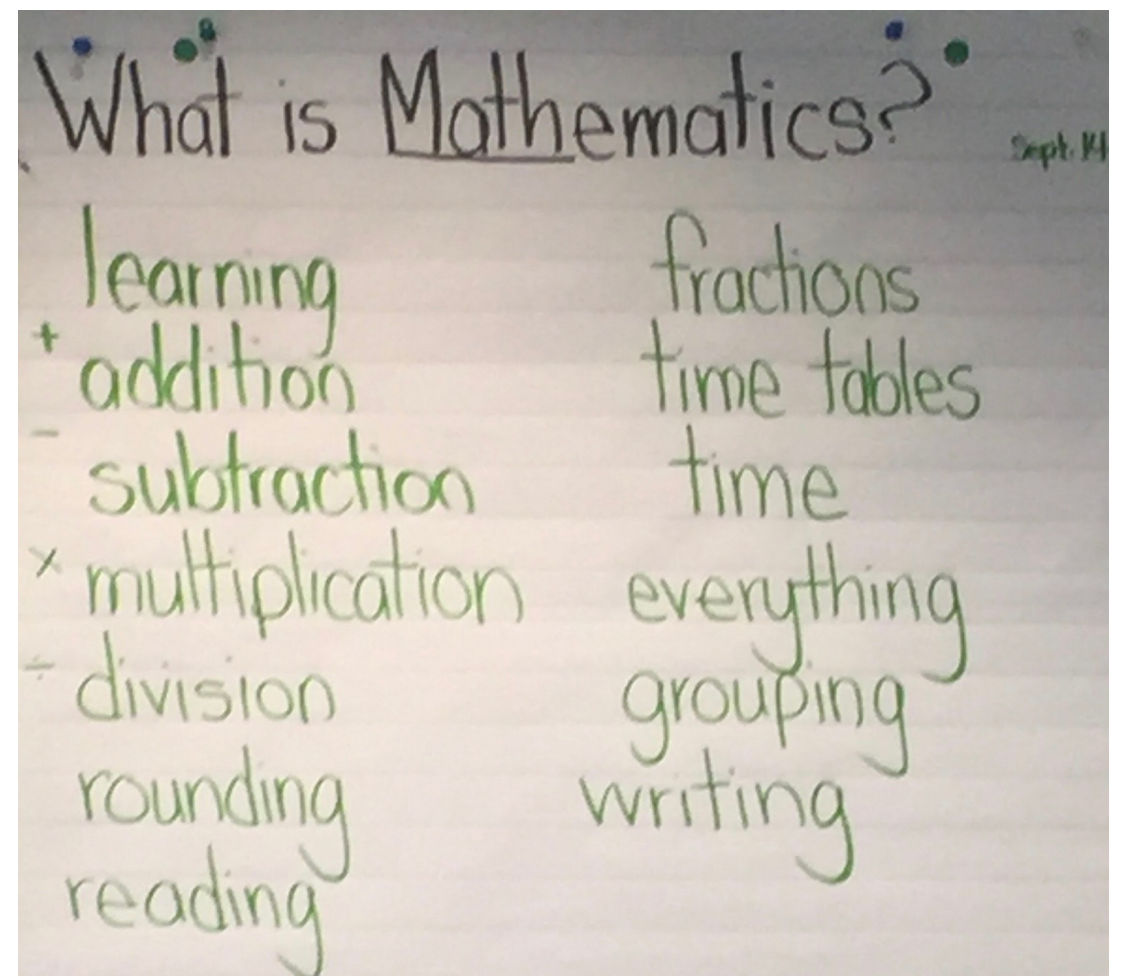 What is Mathematics?
Sept. 14
learning
+ addition
- subtraction
x multiplication
÷ division
rounding
reading
fractions
time tables
time
everything
grouping
writing